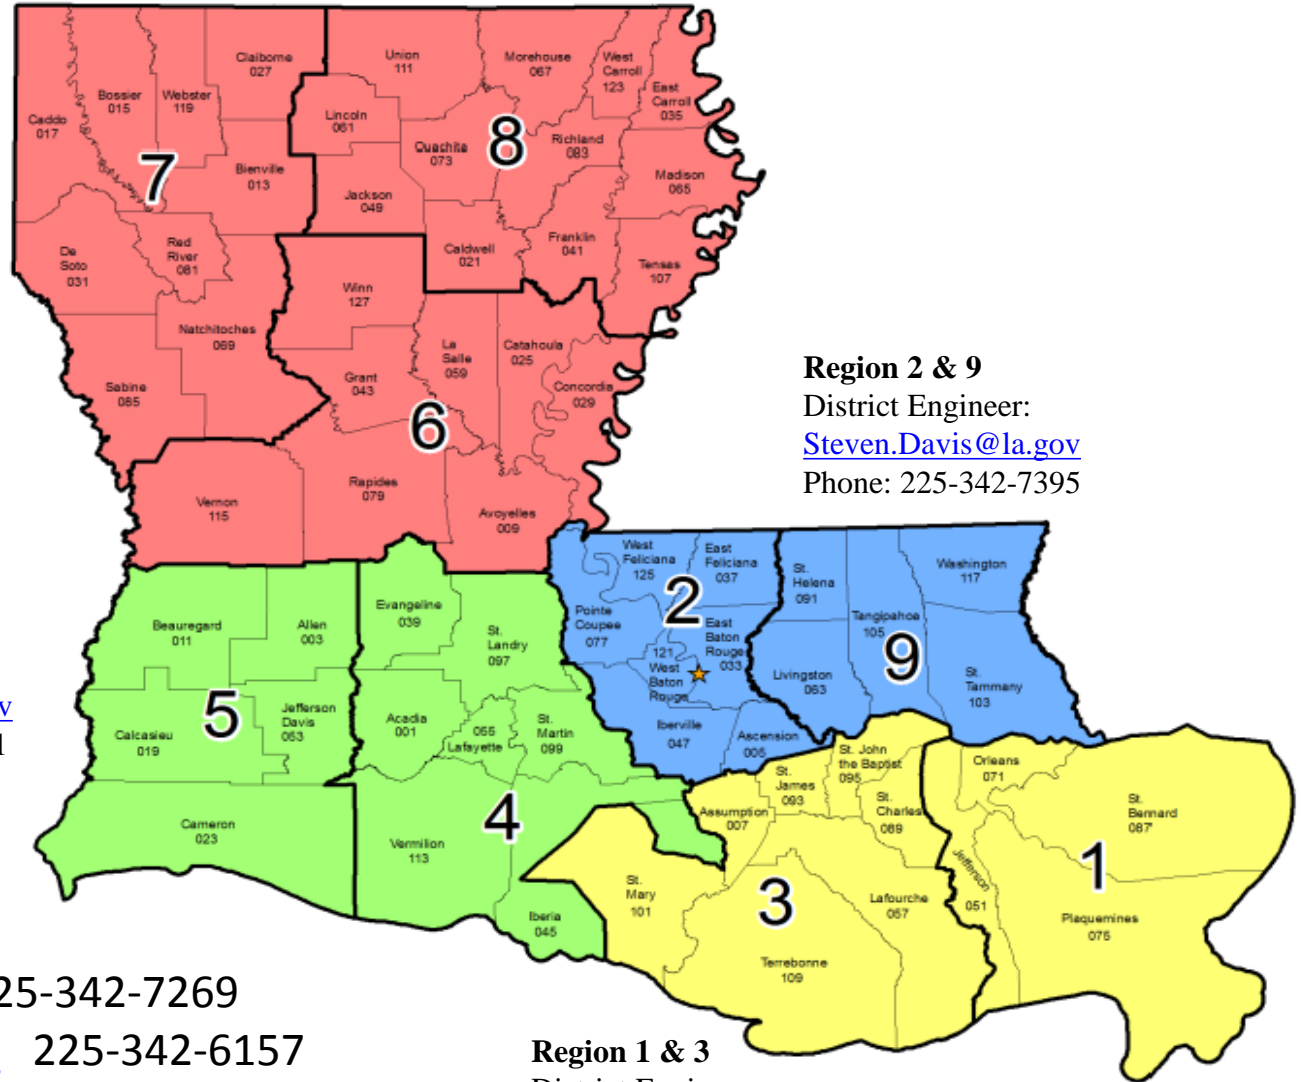 Claiborne
027
Union
111
Morehouse
067
West
Carroll
123
East
Carroll
035
Caddo
017
Bossier
015
Webster
119
Lincoln
061
Ouachita
073
8
Richland
083
7
Bienville
013
Madison
065
Jackson
049
De
Soto
031
Red
River
081
Caldwell
021
Franklin
041
Tensas
107
Winn
127
Natchitoches
069
La
Salle
059
Catahoula
025
Sabine
085
Grant
043
Concordia
029
6
Vernon
115
Rapides
079
Avoyelles
009
Region 2 & 9
District Engineer:
Steven.Davis@la.gov
Phone: 225-342-7395
West
Feliciana
125
East
Feliciana
037
St.
Helena
091
Washington
117
2
Pointe
Coupee
077
East
Baton
Rouge
033
Tangipahoa
105
9
121
West
Baton
Rouge
Livingston
063
St.
Tammany
103
Iberville
047
Ascension
005
Beauregard
011
Allen
003
Evangeline
039
St.
Landry
097
5
Jefferson
Davis
053
Calcasieu
019
Acadia
001
055
Lafayette
St.
Martin
099
Cameron
023
4
Vermilion
113
Iberia
045
St.
James
093
St. John
the Baptist
095
St.
Charles
089
Assumption
007
St.
Mary
101
3
Lafourche
057
Terrebonne
109
Orleans
071
St.
Bernard
087
1
Jefferson
051
Plaquemines
075
v
25-342-7269
225-342-6157
Region 1 & 3